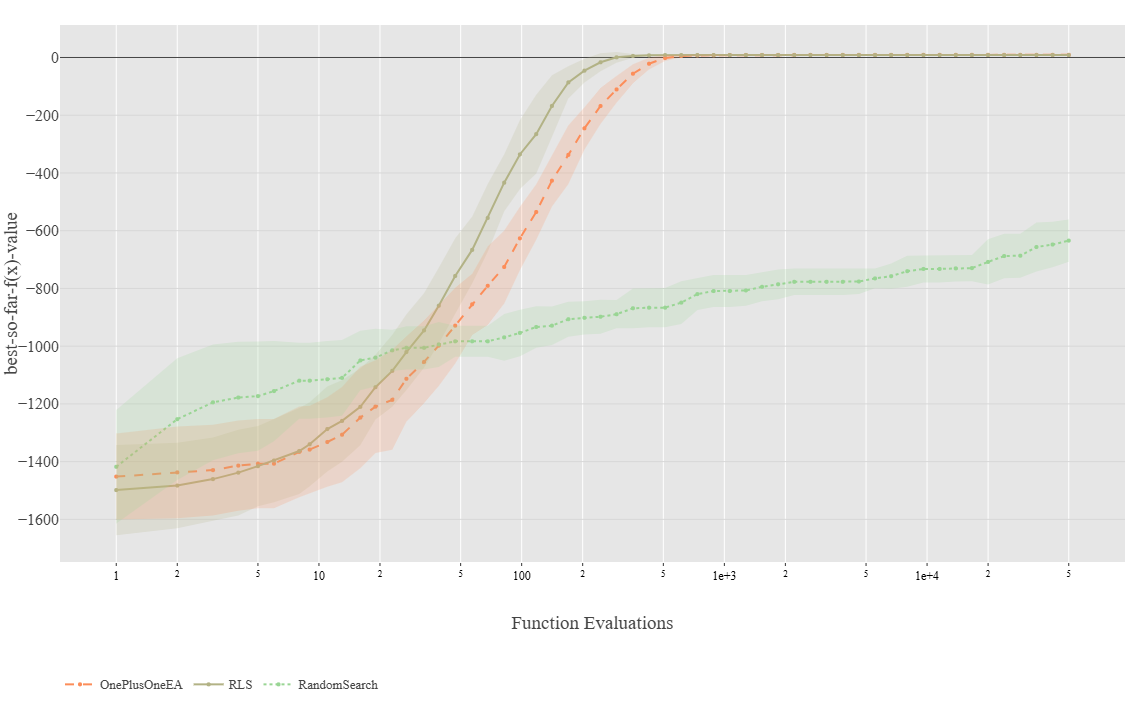 best-so-far-f(x)-value
0
−200
−400
−600
−800
−1000
−1200
−1400
−1600
1 2 5 10 2 5 100 2 5 1e+3 2 5 1e+4 2 5
Function Evaluations
OnePlusOneEA RLS RandomSearch